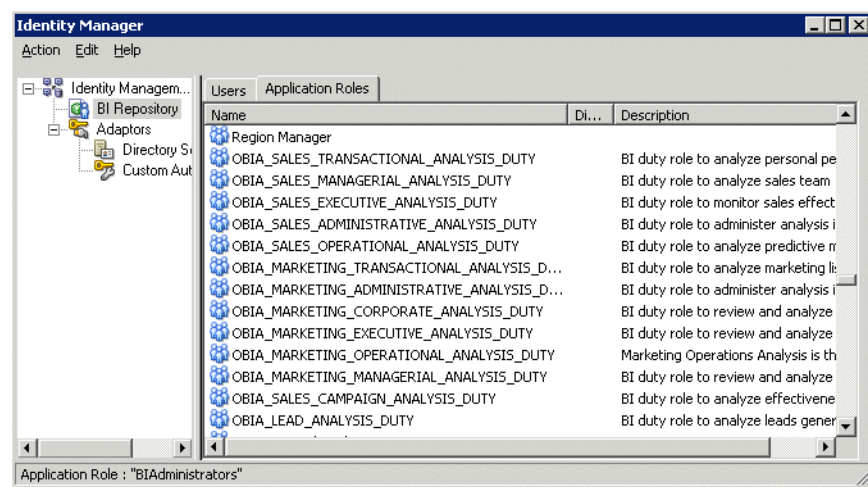 Identity Manager
Action Edit Help
Identity Managem...
BI Repository
Adaptors
Directory S
Custom Aut
Users Application Roles
Name Di... Description
Region Manager
OBIA_SALES_TRANSACTIONAL_ANALYSIS_DUTY BI duty role to analyze personal pe
OBIA_SALES_MANAGERIAL_ANALYSIS_DUTY BI duty role to analyze sales team
OBIA_SALES_EXECUTIVE_ANALYSIS_DUTY BI duty role to monitor sales effect
OBIA_SALES_ADMINISTRATIVE_ANALYSIS_DUTY BI duty role to administer analysis i
OBIA_SALES_OPERATIONAL_ANALYSIS_DUTY BI duty role to analyze predictive m
OBIA_MARKETING_TRANSACTIONAL_ANALYSIS_D... BI duty role to analyze marketing lis
OBIA_MARKETING_ADMINISTRATIVE_ANALYSIS_D... BI duty role to administer analysis i
OBIA_MARKETING_CORPORATE_ANALYSIS_DUTY BI duty role to review and analyze
OBIA_MARKETING_EXECUTIVE_ANALYSIS_DUTY BI duty role to review and analyze
OBIA_MARKETING_OPERATIONAL_ANALYSIS_DUTY Marketing Operations Analysis is th
OBIA_MARKETING_MANAGERIAL_ANALYSIS_DUTY BI duty role to review and analyze
OBIA_SALES_CAMPAIGN_ANALYSIS_DUTY BI duty role to analyze effectivene
OBIA_LEAD_ANALYSIS_DUTY BI duty role to analyze leads gener
Application Role : "BIAdministrators"